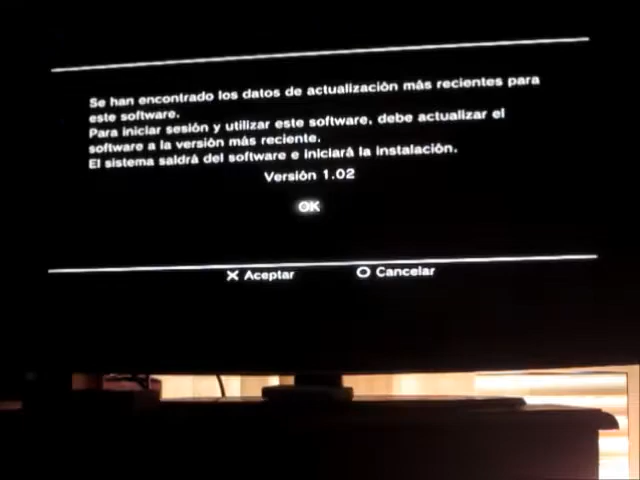 Se han encontrado los datos de actualización más recientes para
este software.
Para iniciar sesión y utilizar este software, debe actualizar el
software a la versión más reciente.
El sistema saldrá del software e iniciará la instalación.
Versión 1.02
OK
X Aceptar O Cancelar